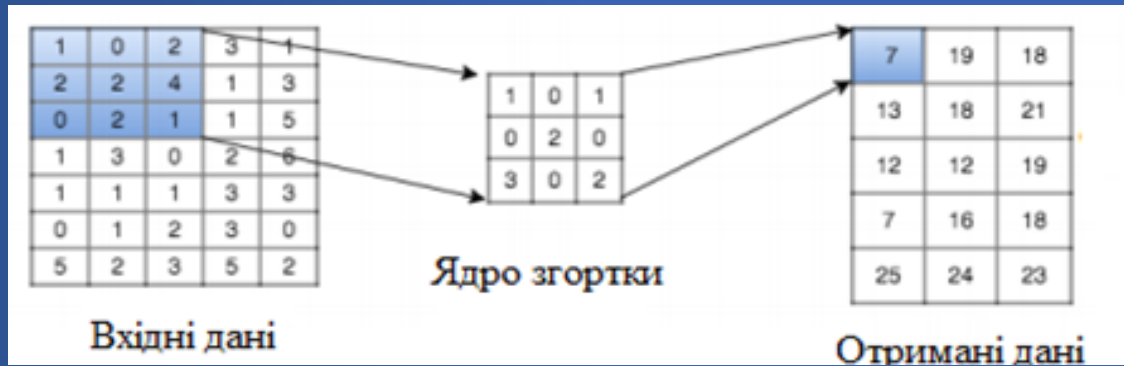 1 0 2 3 1
2 2 4 1 3
0 2 1 1 5
1 3 0 2 6
1 1 1 3 3
0 1 2 3 0
5 2 3 5 2
Вхідні дані
1 0 1
0 2 0
3 0 2
Ядро згортки
7 19 18
13 18 21
12 12 19
7 16 18
25 24 23
Отримані дані